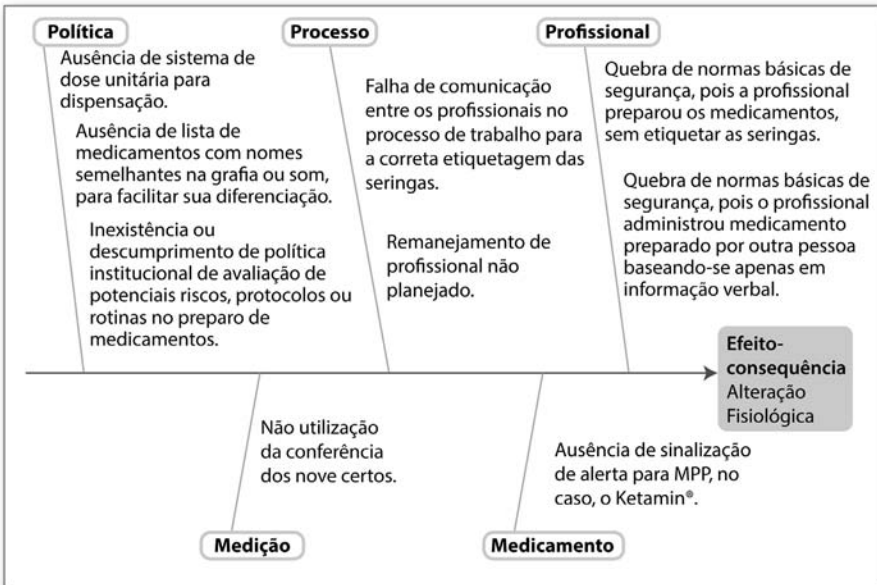 Política
Ausência de sistema de
dose unitária para
dispensação.
Ausência de lista de
medicamentos com nomes
semelhantes na grafia ou som,
para facilitar sua diferenciação.
Inexistência ou
descumprimento de política
institucional de avaliação de
potenciais riscos, protocolos ou
rotinas no preparo de
medicamentos.
Processo
Falha de comunicação
entre os profissionais no
processo de trabalho para
a correta etiquetagem das
seringas.
Remanejamento de
profissional não
planejado.
Profissional
Quebra de normas básicas de
segurança, pois a profissional
preparou os medicamentos,
sem etiquetar as seringas.
Quebra de normas básicas de
segurança, pois o profissional
administrou medicamento
preparado por outra pessoa
baseando-se apenas em
informação verbal.
Efeito-
consequência
Alteração
Fisiológica
Não utilização
da conferência
dos nove certos.
Medição
Ausência de sinalização
de alerta para MPP, no
caso, o Ketamin®.
Medicamento